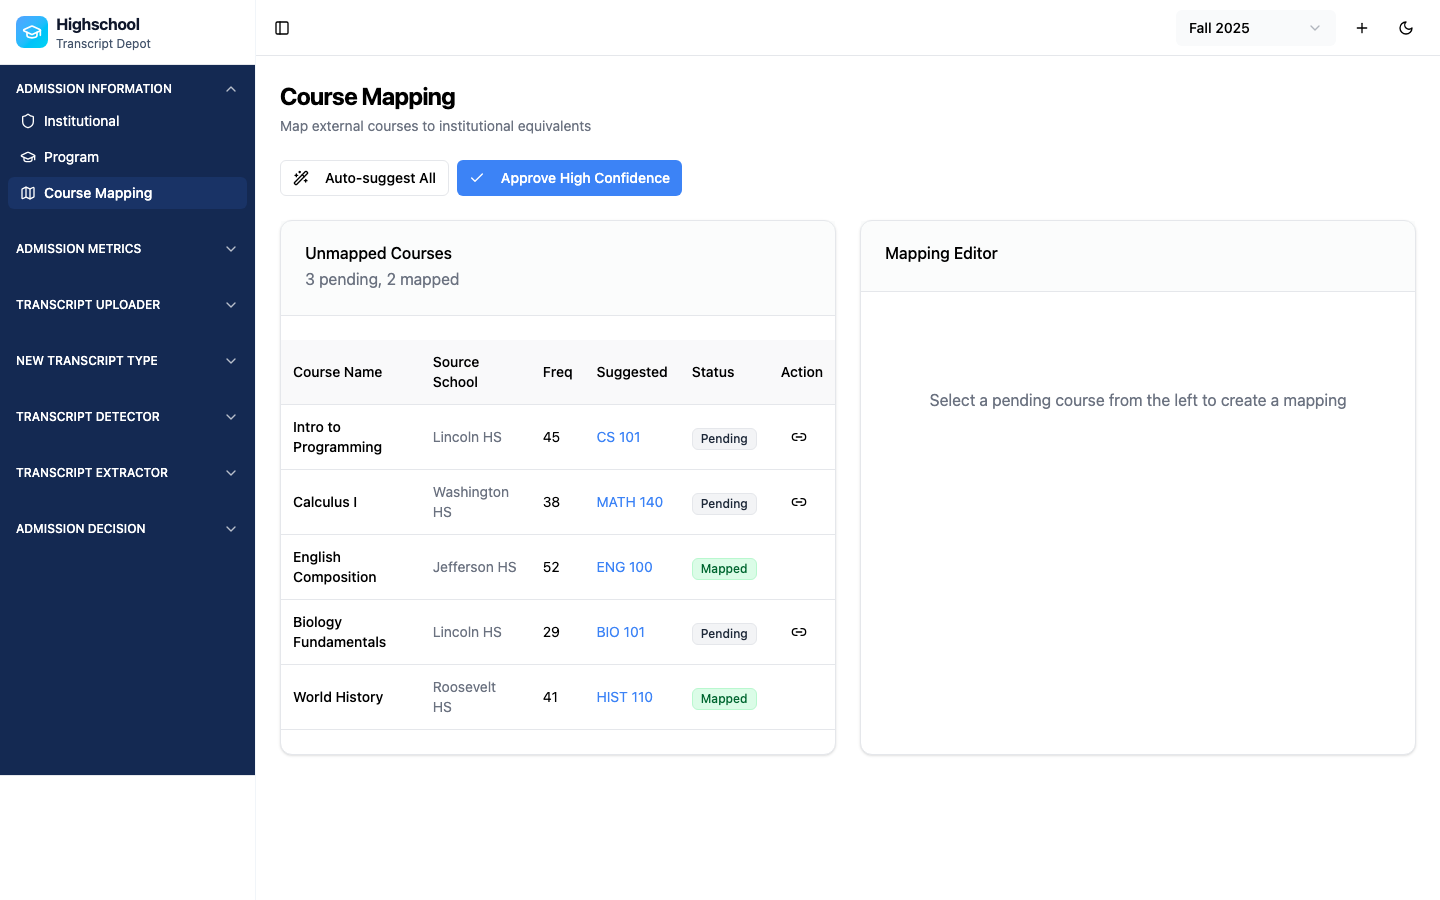 Highschool
Transcript Depot
ADMISSION INFORMATION
Institutional
Program
Course Mapping
ADMISSION METRICS
TRANSCRIPT UPLOADER
NEW TRANSCRIPT TYPE
TRANSCRIPT DETECTOR
TRANSCRIPT EXTRACTOR
ADMISSION DECISION
Fall 2025
Course Mapping
Map external courses to institutional equivalents
Auto-suggest All
Approve High Confidence
Unmapped Courses
3 pending, 2 mapped
Course Name Source School Freq Suggested Status Action
Intro to Programming Lincoln HS 45 CS 101 Pending
Calculus I Washington HS 38 MATH 140 Pending
English Composition Jefferson HS 52 ENG 100 Mapped
Biology Fundamentals Lincoln HS 29 BIO 101 Pending
World History Roosevelt HS 41 HIST 110 Mapped
Mapping Editor
Select a pending course from the left to create a mapping